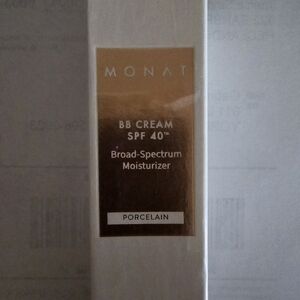 MONAT
BB CREAM
SPF 40™
Broad-Spectrum
Moisturizer
PORCELAIN